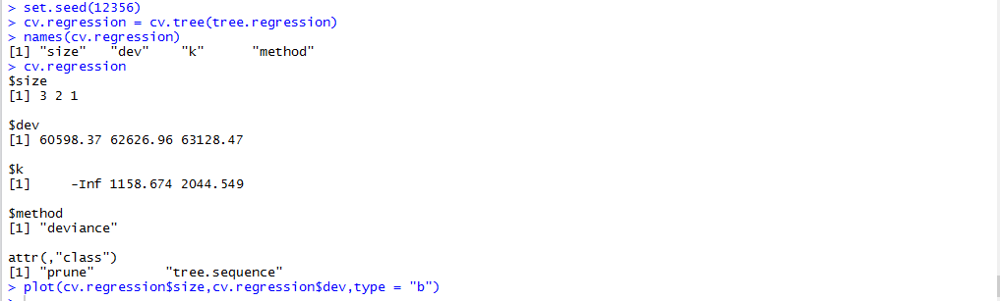 > set.seed(12356)
> cv.regression = cv.tree(tree.regression)
> names(cv.regression)
[1] "size"   "dev"    "k"      "method"
> cv.regression
$size
[1] 3 2 1

$dev
[1] 60598.37 62626.96 63128.47

$k
[1]     -Inf 1158.674 2044.549

$method
[1] "deviance"

attr(,"class")
[1] "prune"         "tree.sequence"
> plot(cv.regression$size,cv.regression$dev,type = "b")
>